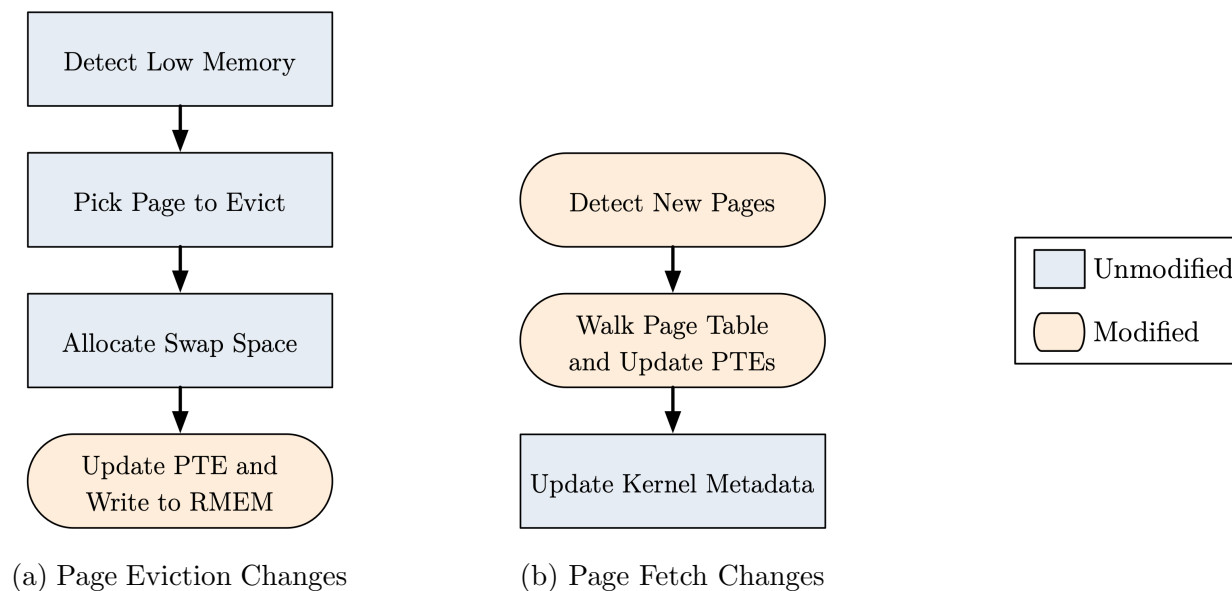 Detect Low Memory
Pick Page to Evict
Allocate Swap Space
Update PTE and
Write to RMEM
(a) Page Eviction Changes
Detect New Pages
Walk Page Table
and Update PTEs
Update Kernel Metadata
(b) Page Fetch Changes
Unmodified
Modified